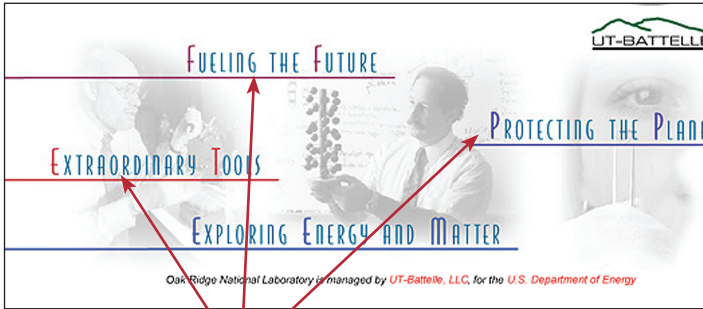 UT-BATTELLE
FUELING THE FUTURE
PROTECTING THE PLAN
EXTRAORDINARY TOOLS
EXPLORING ENERGY AND MATTER
Oak Ridge National Laboratory is managed by UT-Battelle, LLC, for the U.S. Department of Energy